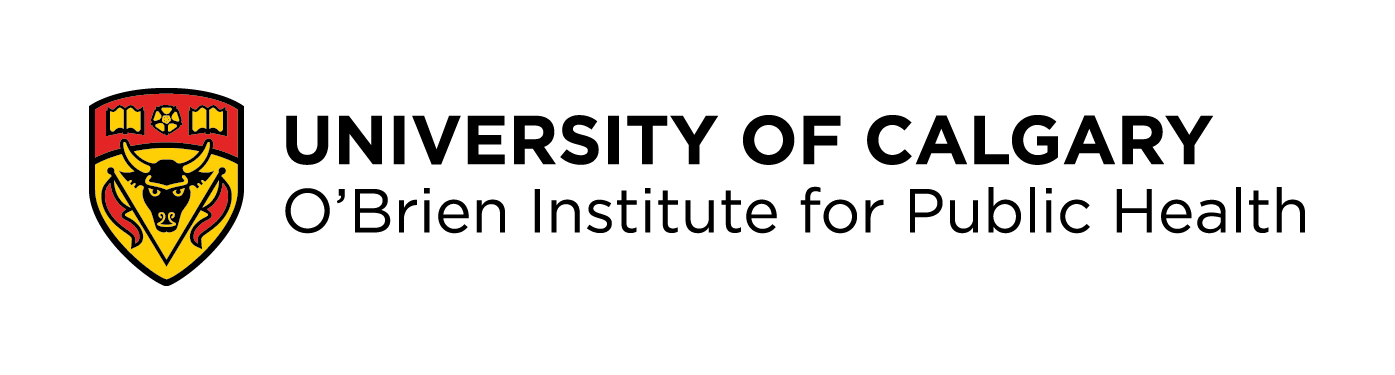 UNIVERSITY OF CALGARY
O’Brien Institute for Public Health